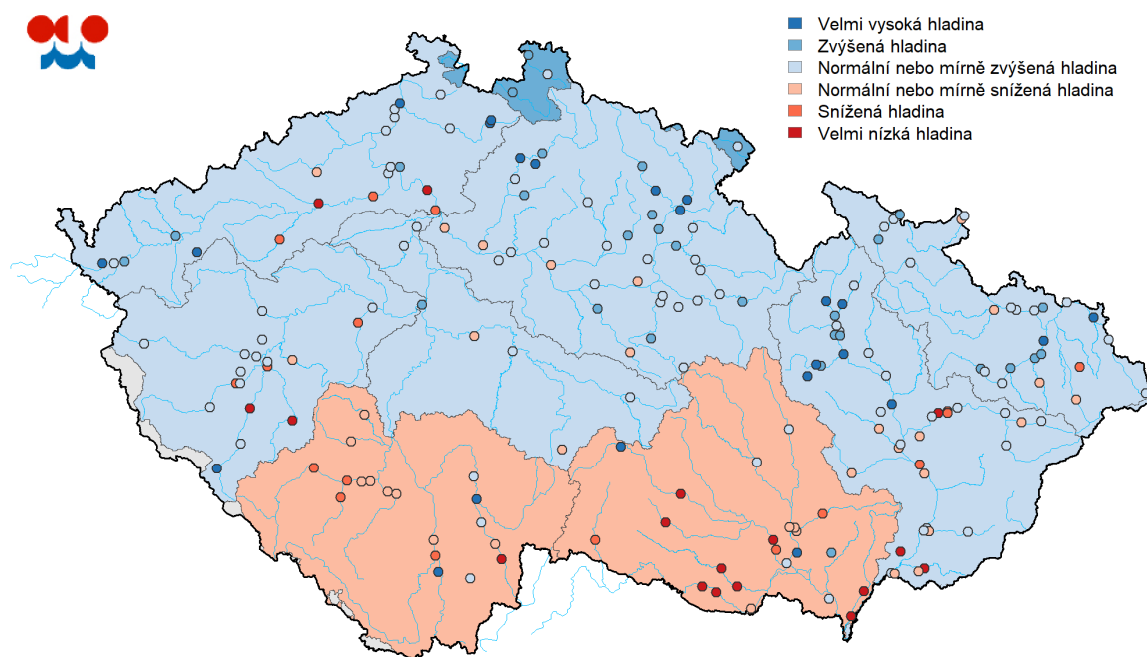 Velmi vysoká hladina
Zvýšená hladina
Normální nebo mírně zvýšená hladina
Normální nebo mírně snížená hladina
Snížená hladina
Velmi nízká hladina